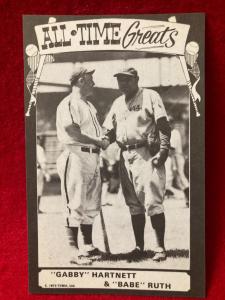 ALL-TIME Greats
"GABBY" HARTNETT
& "BABE" RUTH